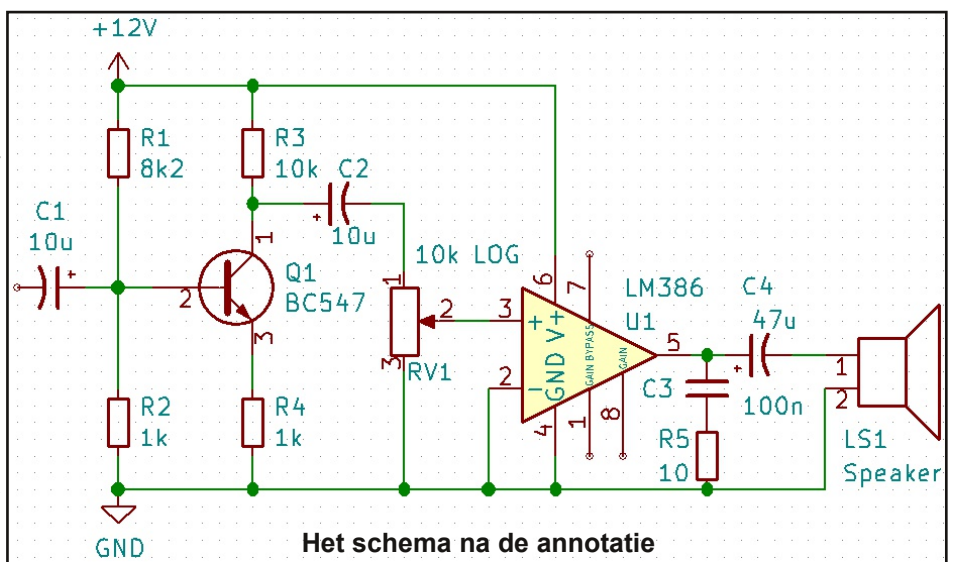 +12V
R1
8k2
R3
10k
C2
10u
C1
10u
1
2
3
Q1
BC547
10k LOG
1
2
3
RV1
6
7
LM386
U1
3
+
V+
2
−
GND
GAIN
BYPASS
GAIN
5
4
1
8
C4
47u
C3
100n
R5
10
1
2
LS1
Speaker
R2
1k
R4
1k
+
+
+
GND
Het schema na de annotatie